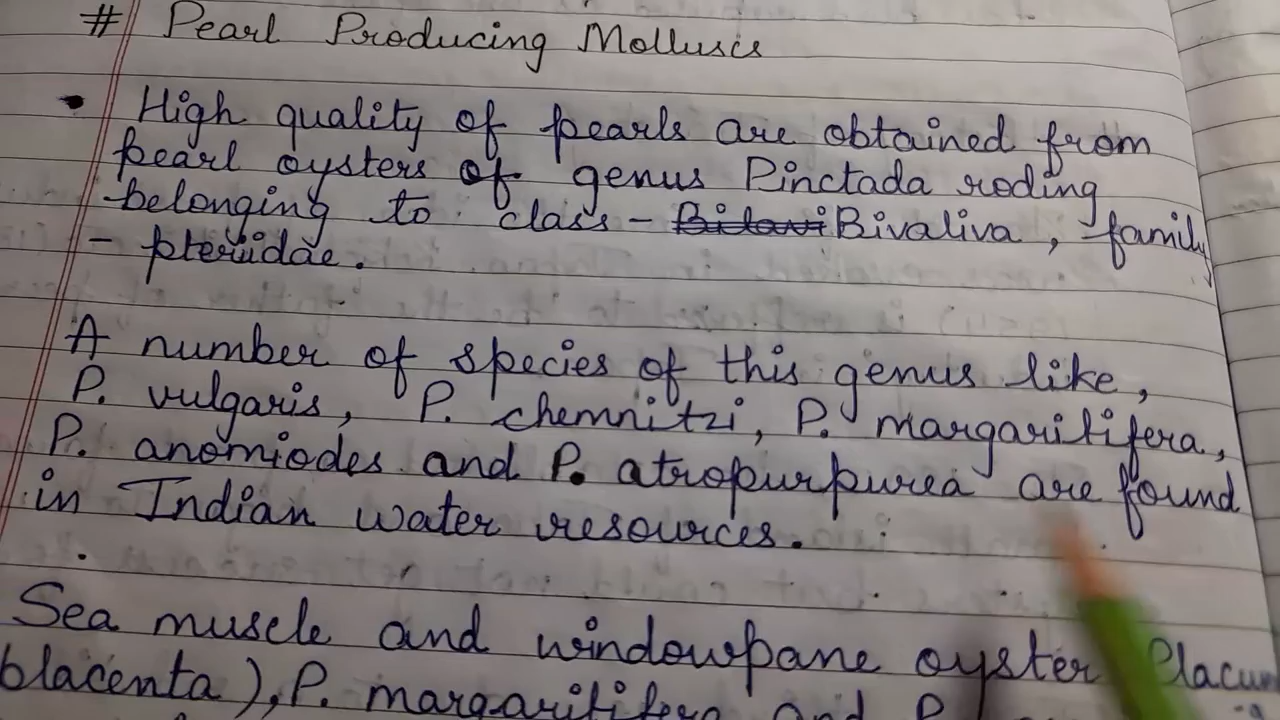 # Pearl Producing Molluscs
• High quality of pearls are obtained from
pearl oysters of genus Pinctada roding
belonging to class - Bilavi Bivaliva, family
- pteriidae.
A number of species of this genus like,
P. vulgaris, P. chemnitzi, P. margaritifera,
P. anomiodes and P. atropurpurea are found
in Indian water resources.
Sea muscle and windowpane oyster Placun
placenta), P. margaritifera and P